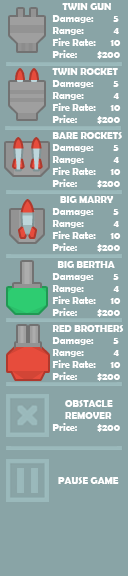 TWIN GUN
Damage: 5
Range: 4
Fire Rate: 10
Price: $200
TWIN ROCKET
Damage: 5
Range: 4
Fire Rate: 10
Price: $200
BARE ROCKETS
Damage: 5
Range: 4
Fire Rate: 10
Price: $200
BIG MARRY
Damage: 5
Range: 4
Fire Rate: 10
Price: $200
BIG BERTHA
Damage: 5
Range: 4
Fire Rate: 10
Price: $200
RED BROTHERS
Damage: 5
Range: 4
Fire Rate: 10
Price: $200
OBSTACLE
REMOVER
Price: $200
PAUSE GAME